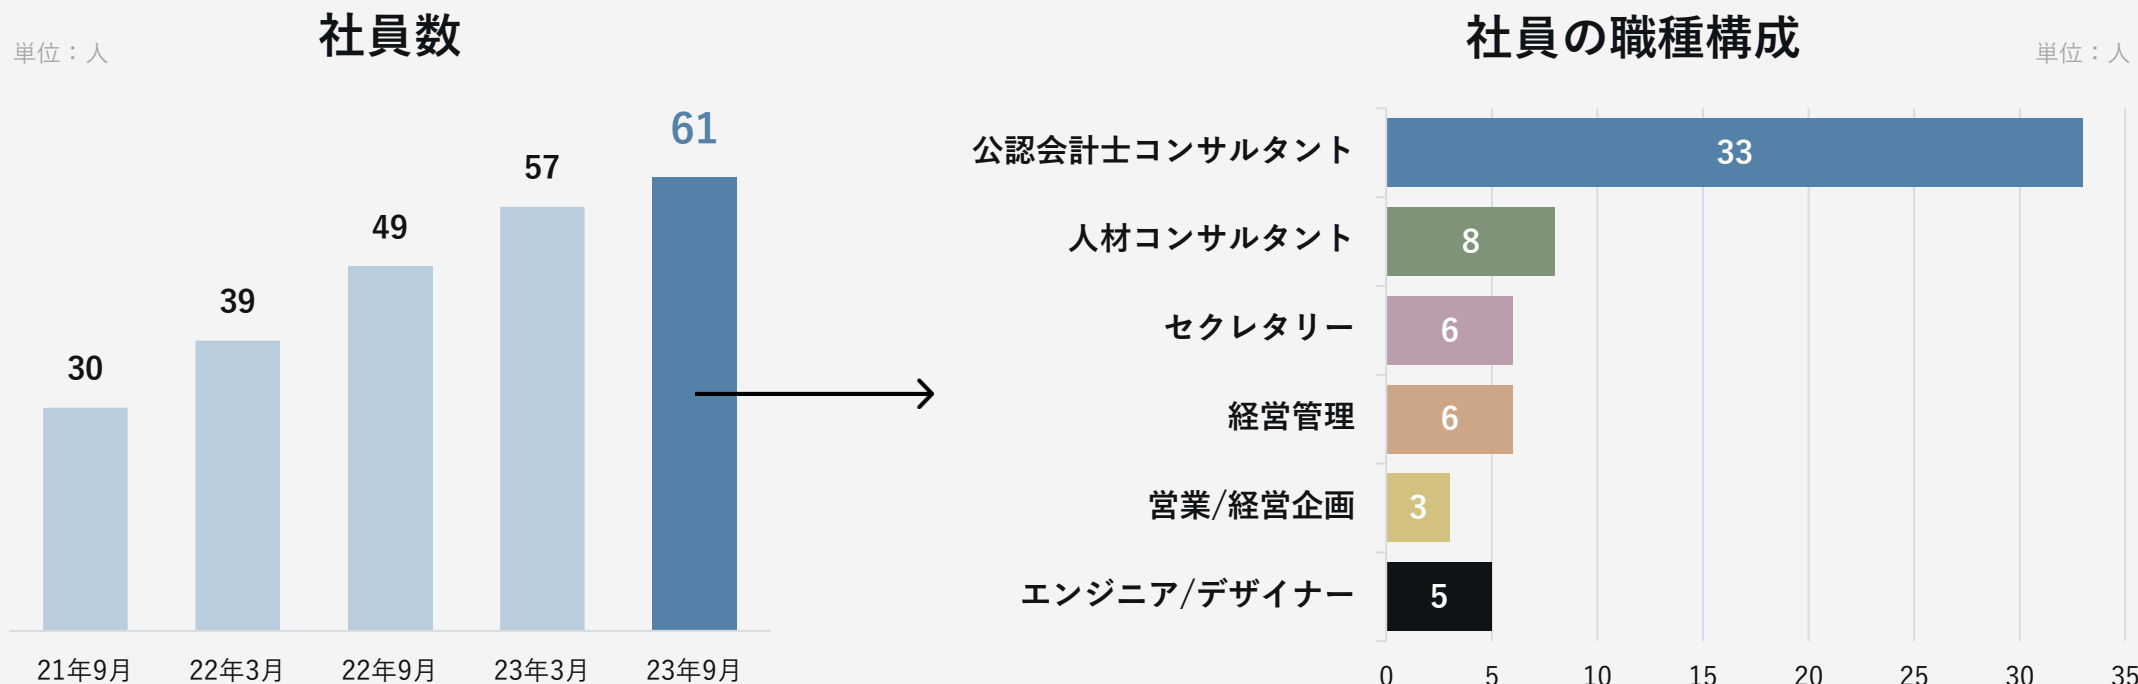 社員数
単位：人
30
39
49
57
61
21年9月
22年3月
22年9月
23年3月
23年9月
社員の職種構成
単位：人
公認会計士コンサルタント 33
人材コンサルタント 8
セクレタリー 6
経営管理 6
営業/経営企画 3
エンジニア/デザイナー 5
0 5 10 15 20 25 30 35